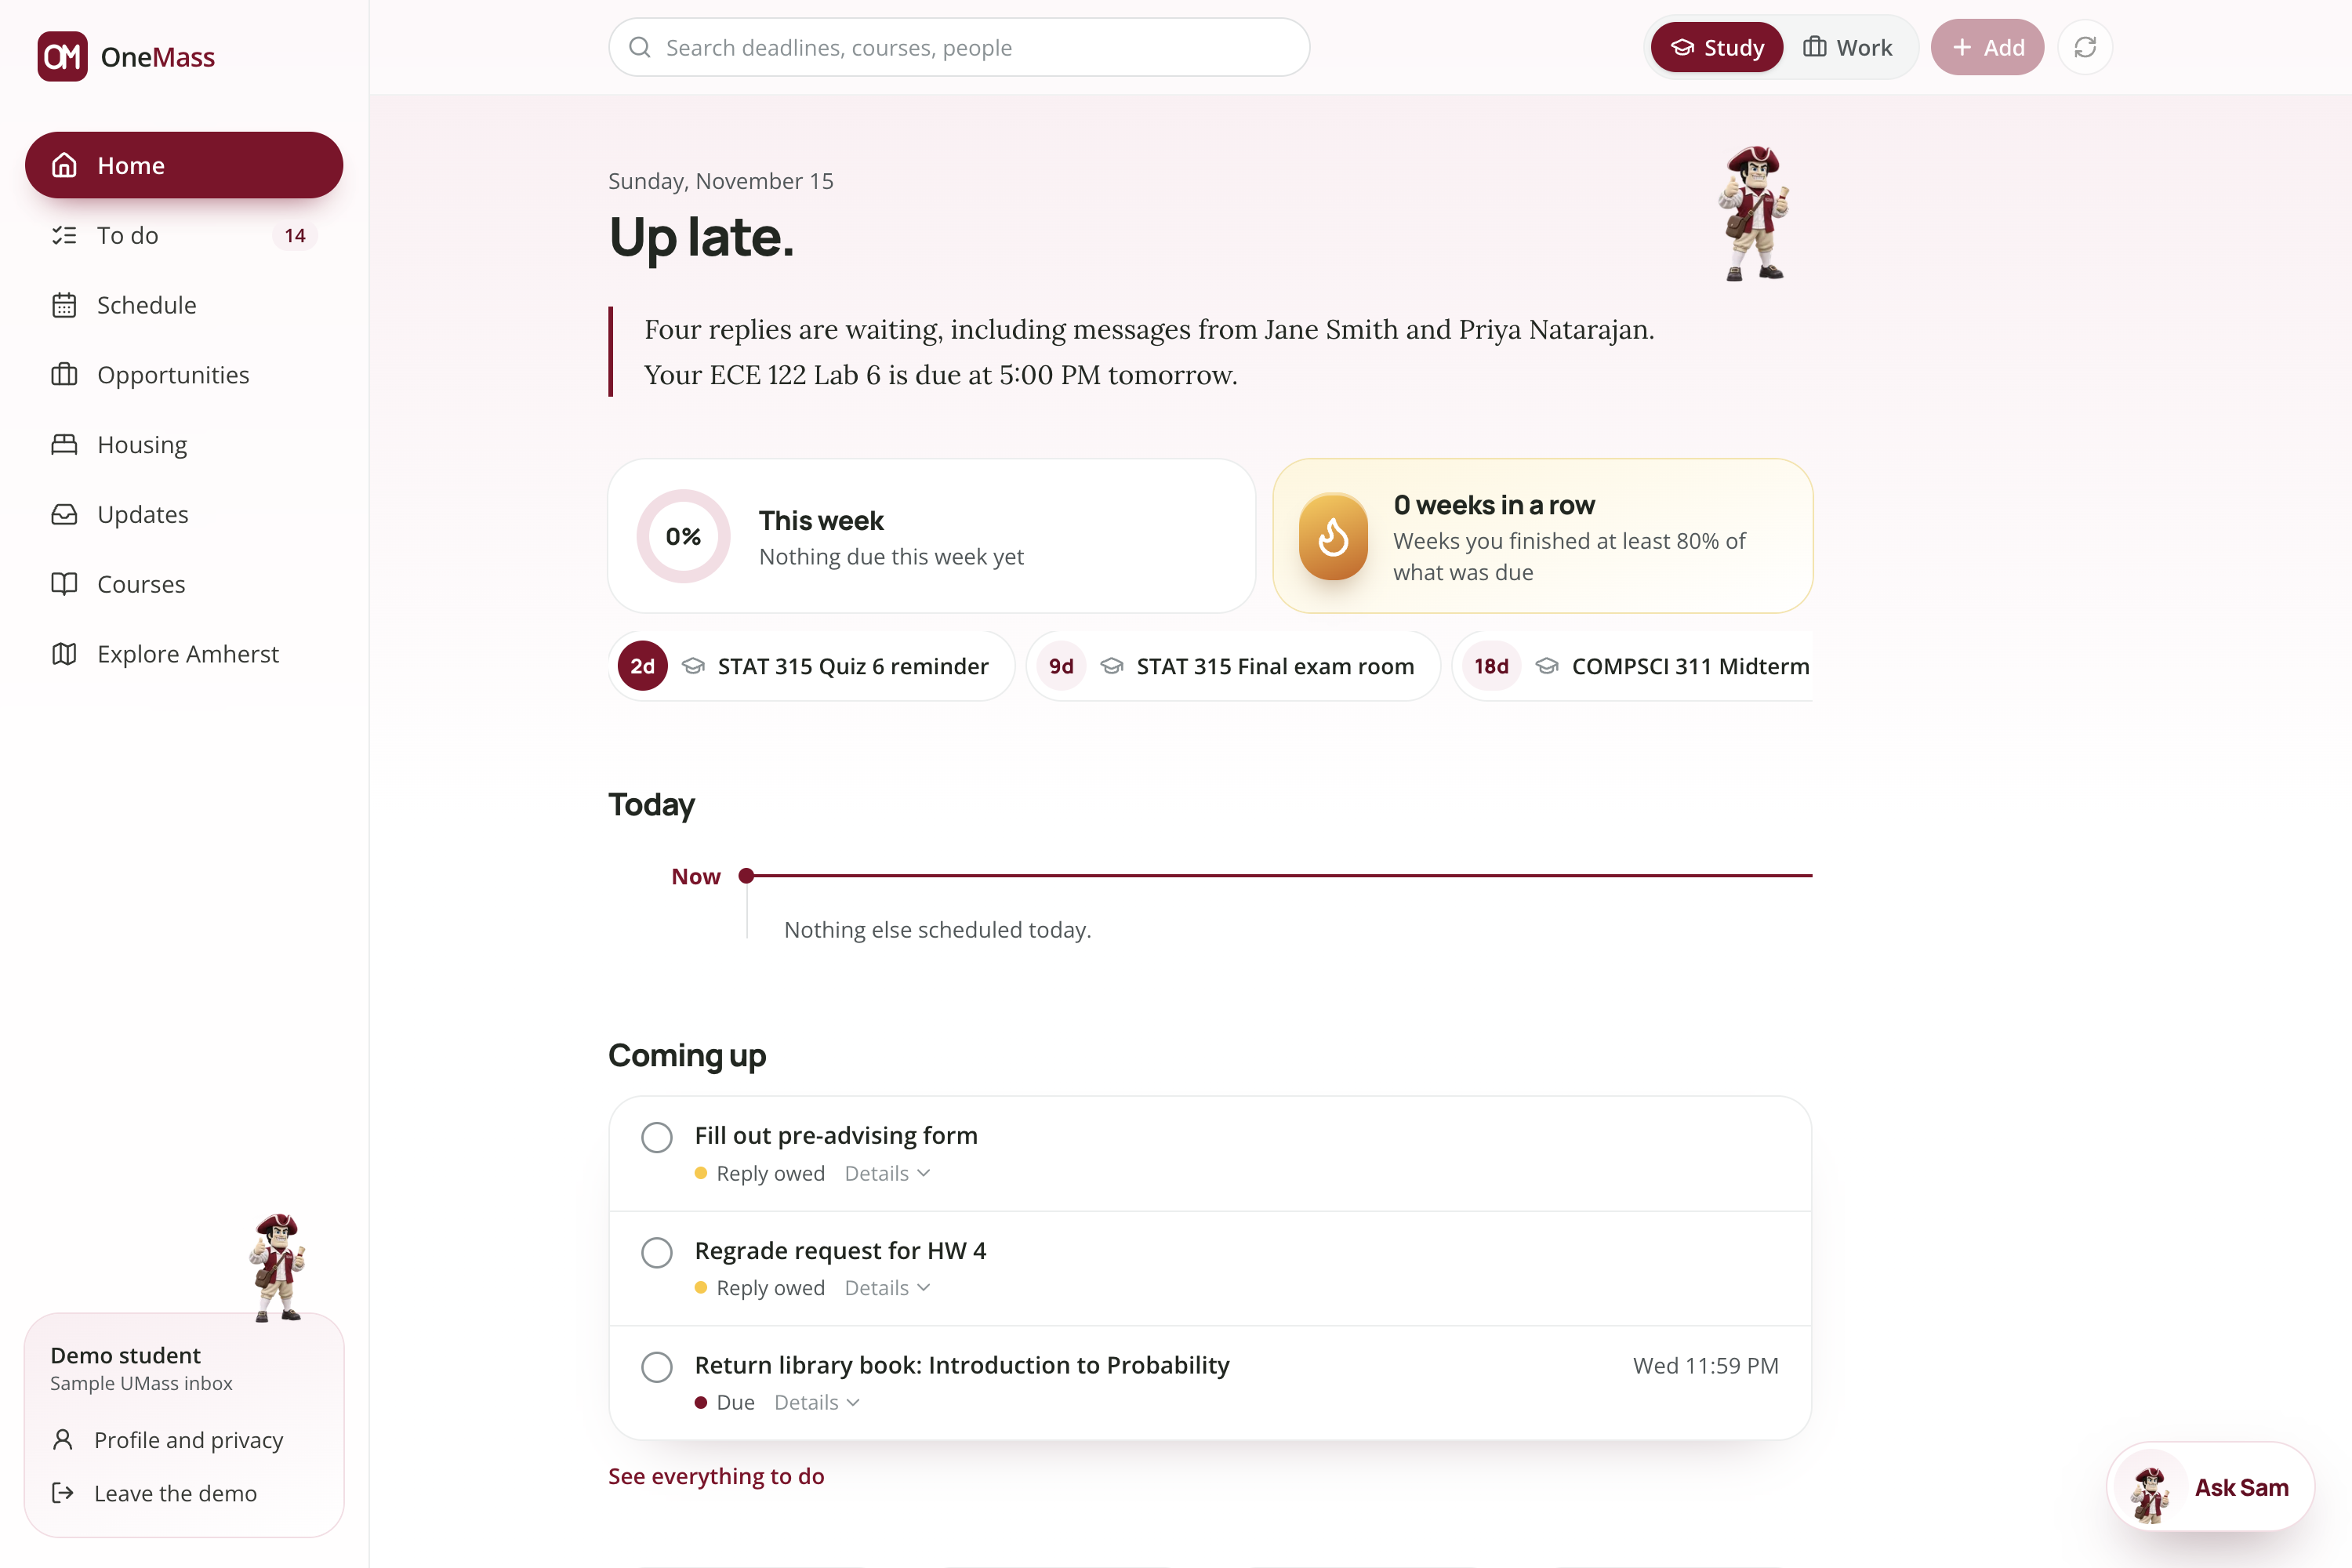 OM OneMass
Search deadlines, courses, people
Study
Work
Add
Home
To do 14
Schedule
Opportunities
Housing
Updates
Courses
Explore Amherst
Sunday, November 15
Up late.
Four replies are waiting, including messages from Jane Smith and Priya Natarajan.
Your ECE 122 Lab 6 is due at 5:00 PM tomorrow.
0%
This week
Nothing due this week yet
0 weeks in a row
Weeks you finished at least 80% of
what was due
2d STAT 315 Quiz 6 reminder
9d STAT 315 Final exam room
18d COMPSCI 311 Midterm
Today
Now
Nothing else scheduled today.
Coming up
Fill out pre-advising form
Reply owed Details
Regrade request for HW 4
Reply owed Details
Return library book: Introduction to Probability Wed 11:59 PM
Due Details
See everything to do
Demo student
Sample UMass inbox
Profile and privacy
Leave the demo
Ask Sam